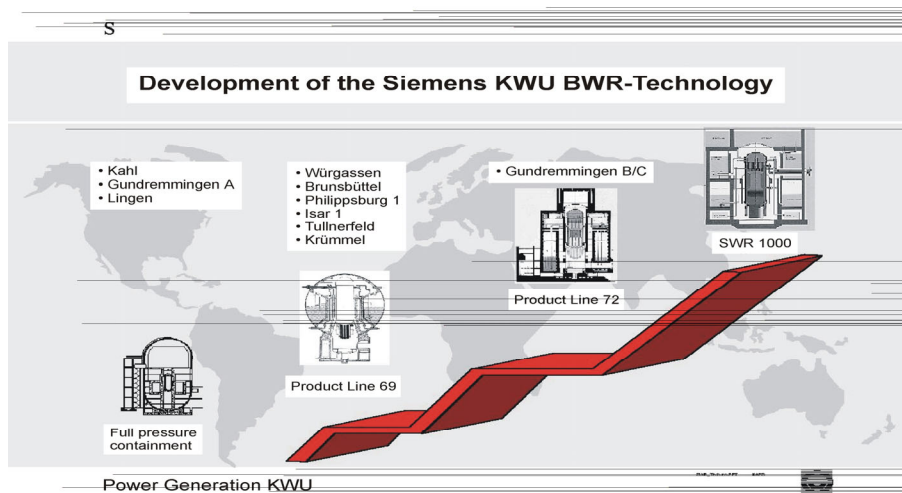 S
Development of the Siemens KWU BWR-Technology
• Kahl
• Gundremmingen A
• Lingen
• Würgassen
• Brunsbüttel
• Philippsburg 1
• Isar 1
• Tullnerfeld
• Krümmel
• Gundremmingen B/C
SWR 1000
Product Line 72
Product Line 69
Full pressure
containment
Power Generation KWU